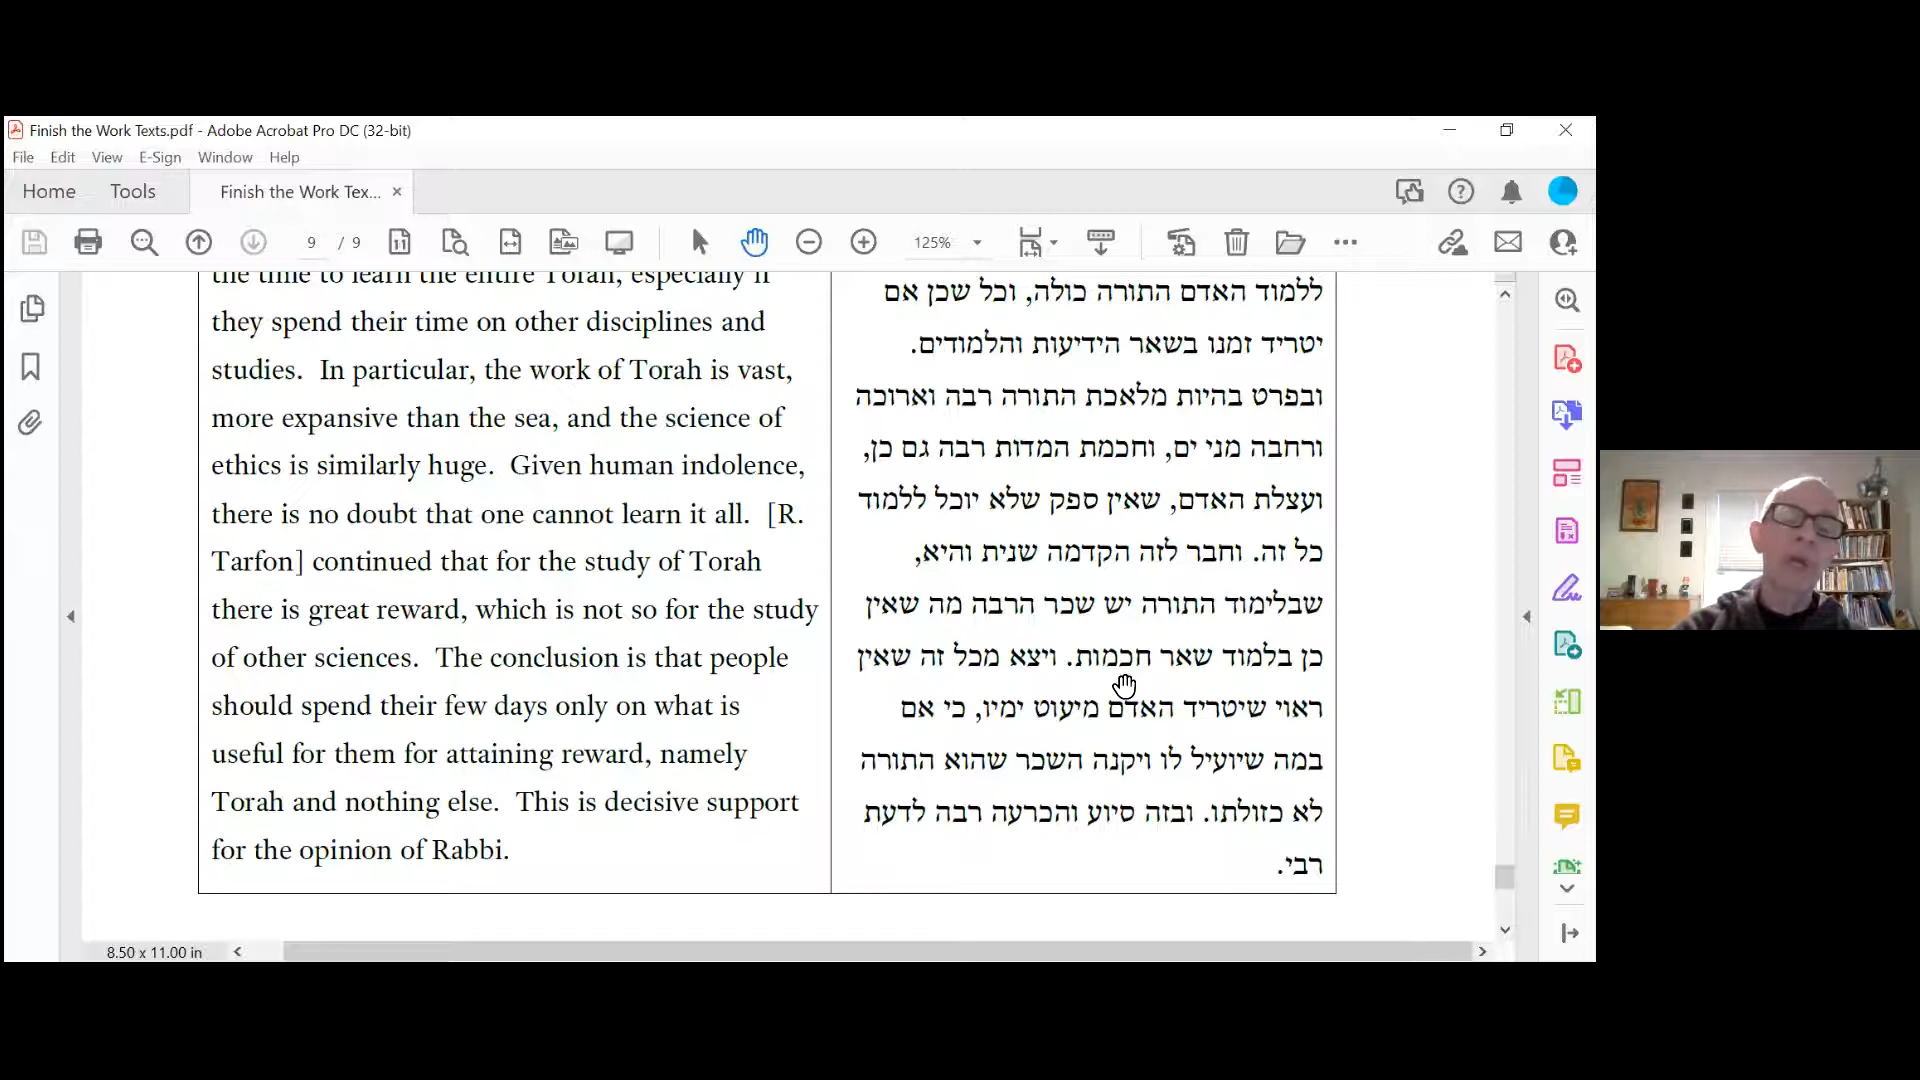 Finish the Work Texts.pdf - Adobe Acrobat Pro DC (32-bit)
File Edit View E-Sign Window Help
Home Tools Finish the Work Tex... ×
9 / 9 125%
the time to learn the entire Torah, especially if
they spend their time on other disciplines and
studies. In particular, the work of Torah is vast,
more expansive than the sea, and the science of
ethics is similarly huge. Given human indolence,
there is no doubt that one cannot learn it all. [R.
Tarfon] continued that for the study of Torah
there is great reward, which is not so for the study
of other sciences. The conclusion is that people
should spend their few days only on what is
useful for them for attaining reward, namely
Torah and nothing else. This is decisive support
for the opinion of Rabbi.
ללמוד האדם התורה כולה, וכל שכן אם
יטריד זמנו בשאר הידיעות והלמודים.
ובפרט בהיות מלאכת התורה רבה וארוכה
ורחבה מני ים, וחכמת המדות רבה גם כן,
ועצלת האדם, שאין ספק שלא יוכל ללמוד
כל זה. וחבר לזה הקדמה שנית והיא,
שבלימוד התורה יש שכר הרבה מה שאין
כן בלמוד שאר חכמות. ויצא מכל זה שאין
ראוי שיטריד האדם מיעוט ימיו, כי אם
במה שיועיל לו ויקנה השכר שהוא התורה
לא כזולתו. ובזה סיוע והכרעה רבה לדעת
רבי.
8.50 x 11.00 in